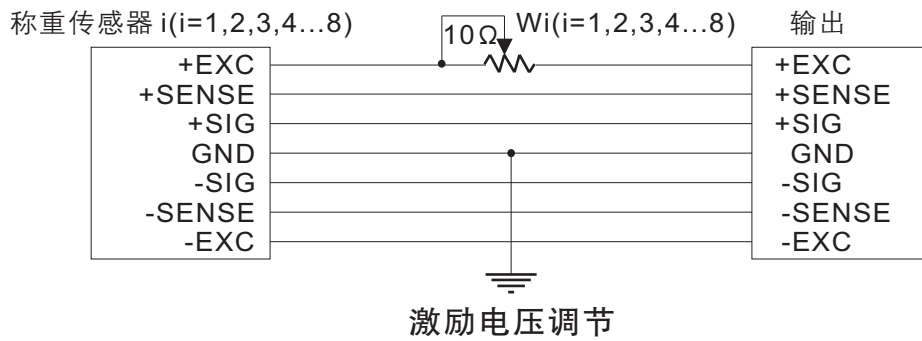 称重传感器 i(i=1,2,3,4...8)
10Ω
Wi(i=1,2,3,4...8)
输出
+EXC
+SENSE
+SIG
GND
-SIG
-SENSE
-EXC
+EXC
+SENSE
+SIG
GND
-SIG
-SENSE
-EXC
激励电压调节